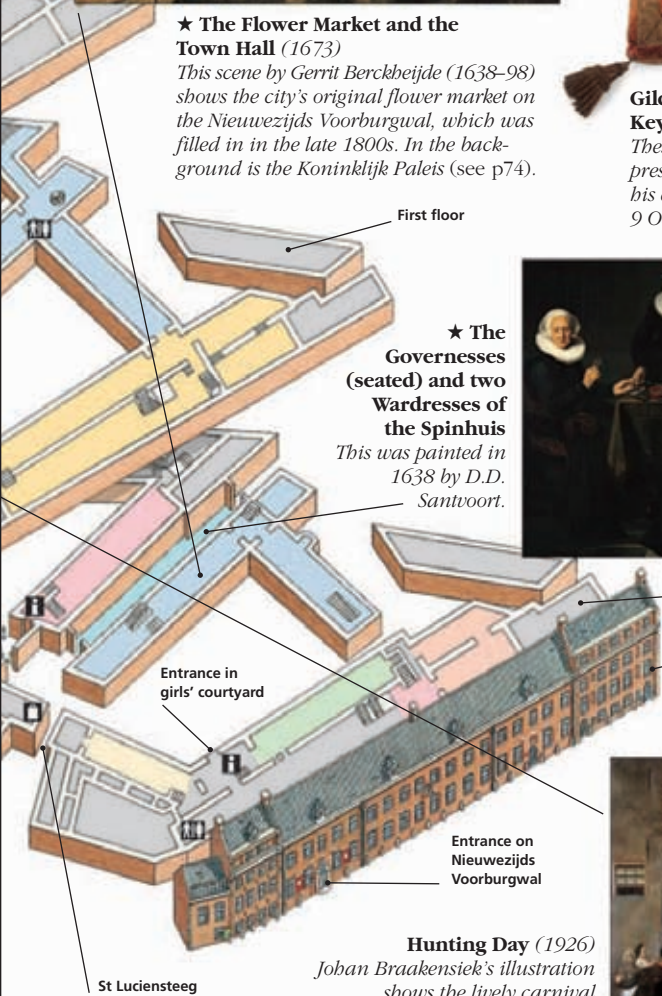 ★ The Flower Market and the
Town Hall (1673)
This scene by Gerrit Berckheijde (1638–98)
shows the city's original flower market on
the Nieuwezijds Voorburgwal, which was
filled in in the late 1800s. In the back-
ground is the Koninklijk Paleis (see p74).
Key
9 O
First floor
★ The
Governesses
(seated) and two
Wardresses of
the Spinhuis
This was painted in
1638 by D.D.
Santvoort.
Entrance in
girls' courtyard
Entrance on
Nieuwezijds
Voorburgwal
Hunting Day (1926)
Johan Braakensiek's illustration
shows the lively carnival
St Luciensteeg